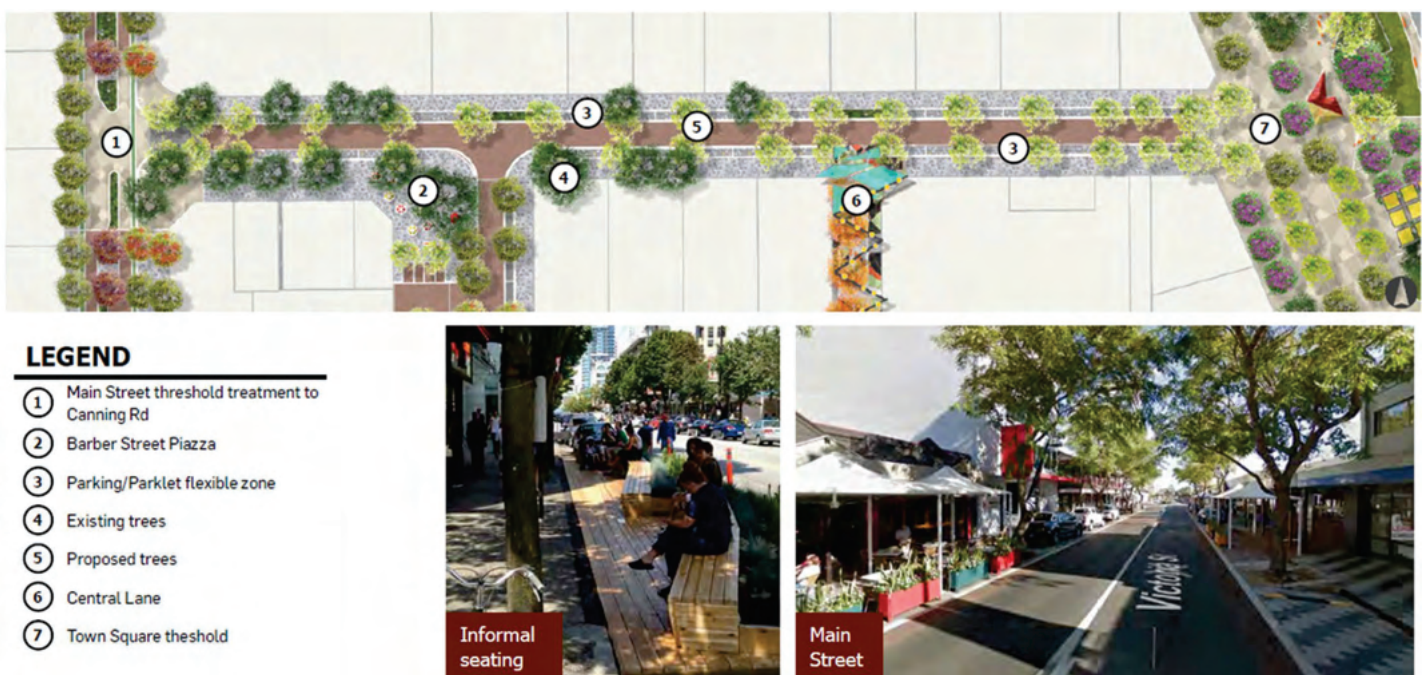 1
2
3
4
5
3
6
7
LEGEND
1 Main Street threshold treatment to
Canning Rd
2 Barber Street Piazza
3 Parking/Parklet flexible zone
4 Existing trees
5 Proposed trees
6 Central Lane
7 Town Square theshold
Informal
seating
Main
Street
Victoria St